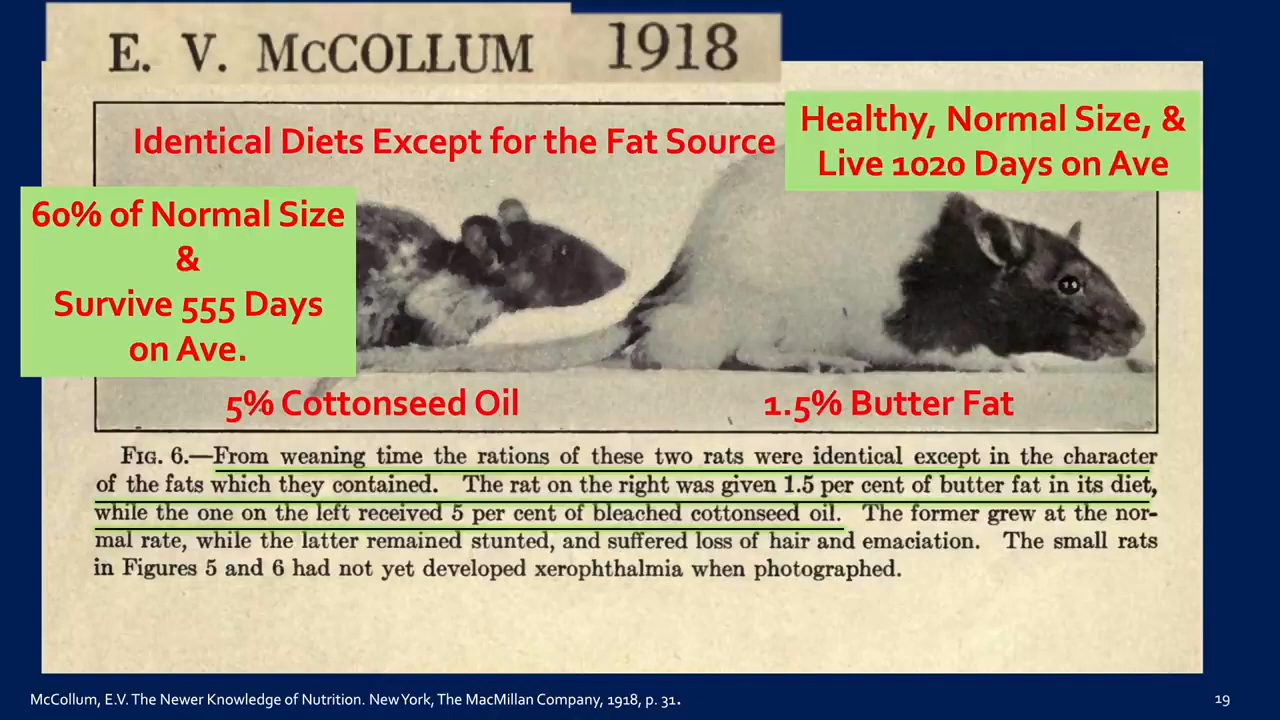 E. V. McCOLLUM 1918
Identical Diets Except for the Fat Source
Healthy, Normal Size, &
Live 1020 Days on Ave
60% of Normal Size
&
Survive 555 Days
on Ave.
5% Cottonseed Oil
1.5% Butter Fat
FIG. 6.—From weaning time the rations of these two rats were identical except in the character
of the fats which they contained. The rat on the right was given 1.5 per cent of butter fat in its diet,
while the one on the left received 5 per cent of bleached cottonseed oil. The former grew at the nor-
mal rate, while the latter remained stunted, and suffered loss of hair and emaciation. The small rats
in Figures 5 and 6 had not yet developed xerophthalmia when photographed.
McCollum, E.V. The Newer Knowledge of Nutrition. New York, The MacMillan Company, 1918, p. 31.
19